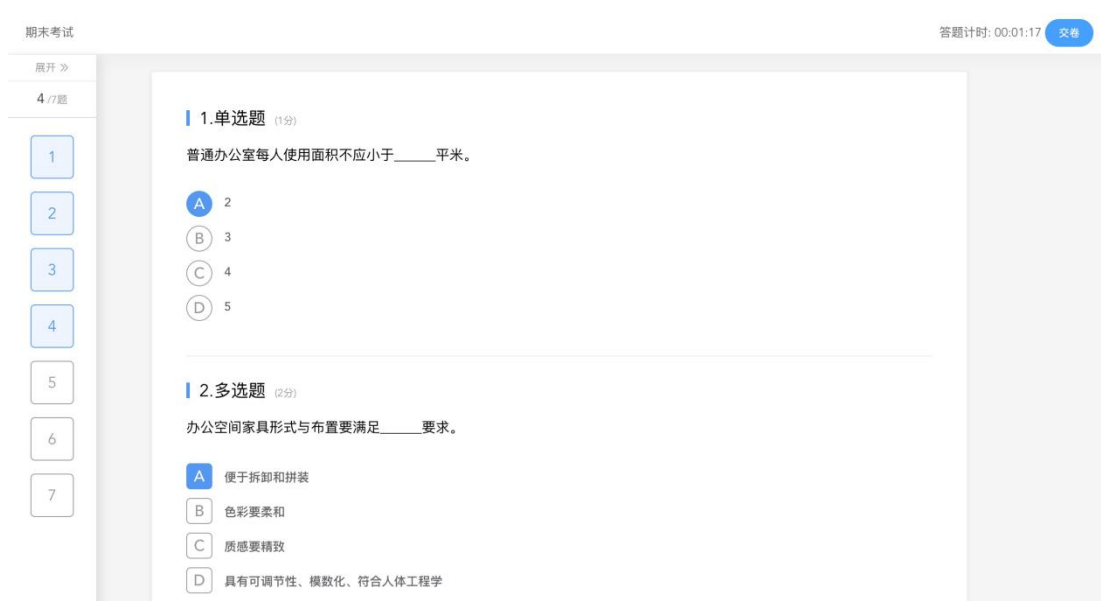 期末考试
答题计时: 00:01:17 交卷
展开 »
4 /7题
1
2
3
4
5
6
7
1.单选题 (1分)
普通办公室每人使用面积不应小于______平米。
A 2
B 3
C 4
D 5
2.多选题 (2分)
办公空间家具形式与布置要满足______要求。
A 便于拆卸和拼装
B 色彩要柔和
C 质感要精致
D 具有可调节性、模数化、符合人体工程学